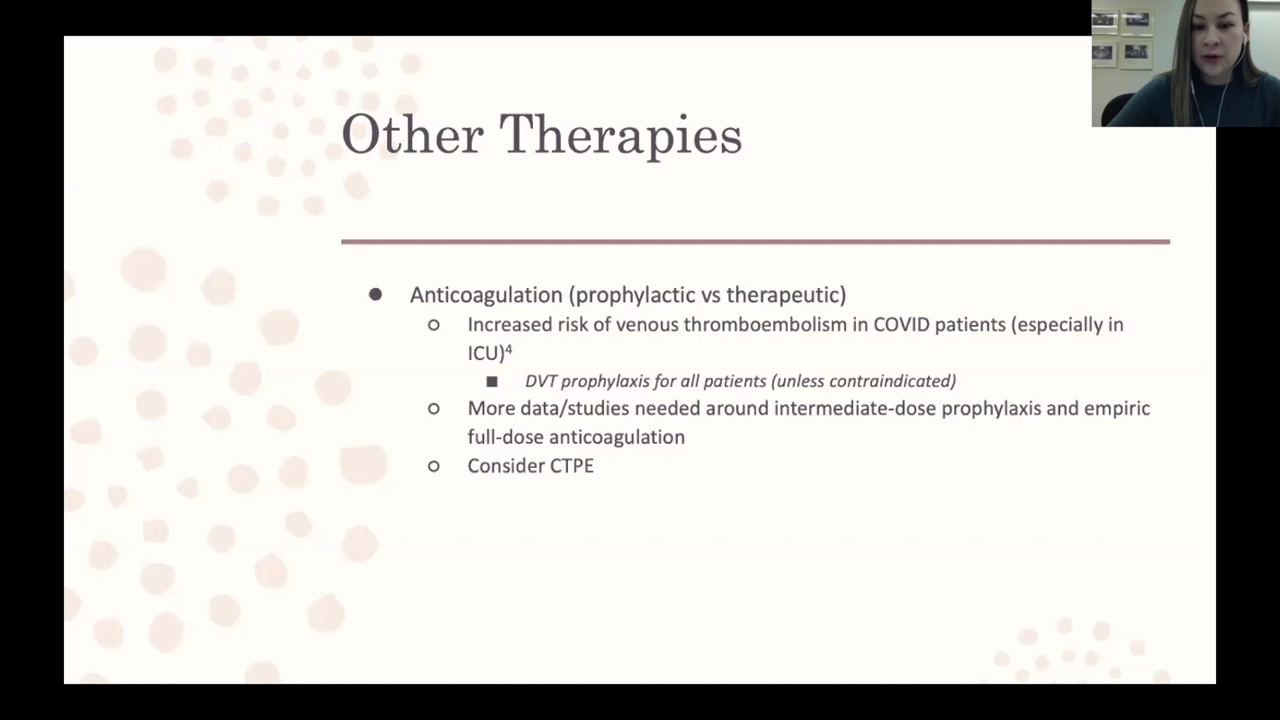 Other Therapies
Anticoagulation (prophylactic vs therapeutic)
Increased risk of venous thromboembolism in COVID patients (especially in
ICU)⁴
DVT prophylaxis for all patients (unless contraindicated)
More data/studies needed around intermediate-dose prophylaxis and empiric
full-dose anticoagulation
Consider CTPE